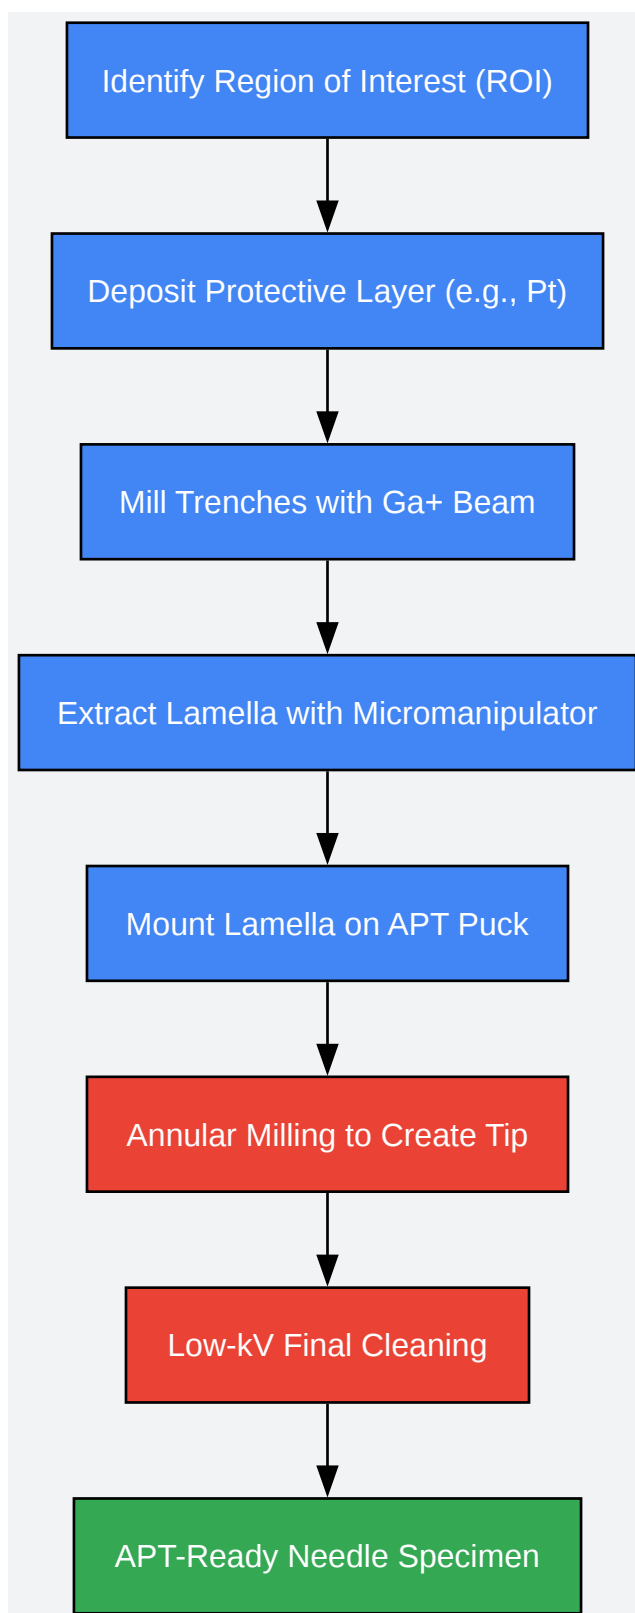 Identify Region of Interest (ROI)
Deposit Protective Layer (e.g., Pt)
Mill Trenches with Ga+ Beam
Extract Lamella with Micromanipulator
Mount Lamella on APT Puck
Annular Milling to Create Tip
Low-kV Final Cleaning
APT-Ready Needle Specimen